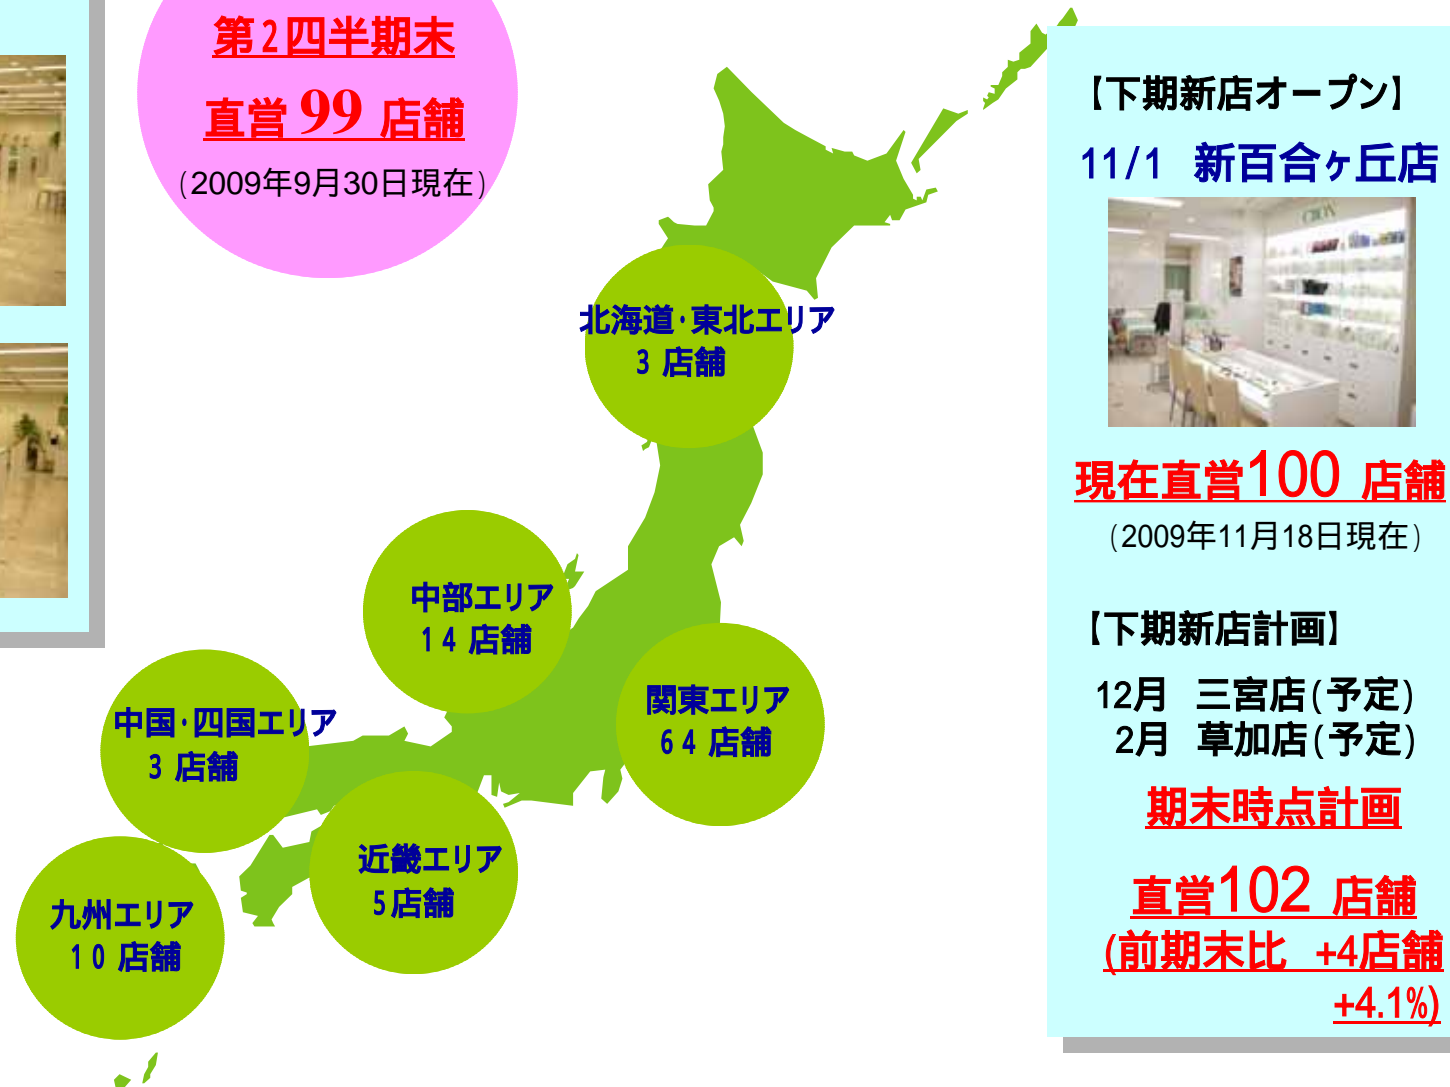 第2四半期末
直営 99 店舗
(2009年9月30日現在)
北海道･東北エリア
3 店舗
中部エリア
14 店舗
関東エリア
64 店舗
中国･四国エリア
3 店舗
近畿エリア
5店舗
九州エリア
10 店舗
【下期新店オープン】
11/1 新百合ヶ丘店
現在直営100 店舗
(2009年11月18日現在)
【下期新店計画】
12月 三宮店(予定)
2月 草加店(予定)
期末時点計画
直営102 店舗
(前期末比 +4店舗
+4.1%)